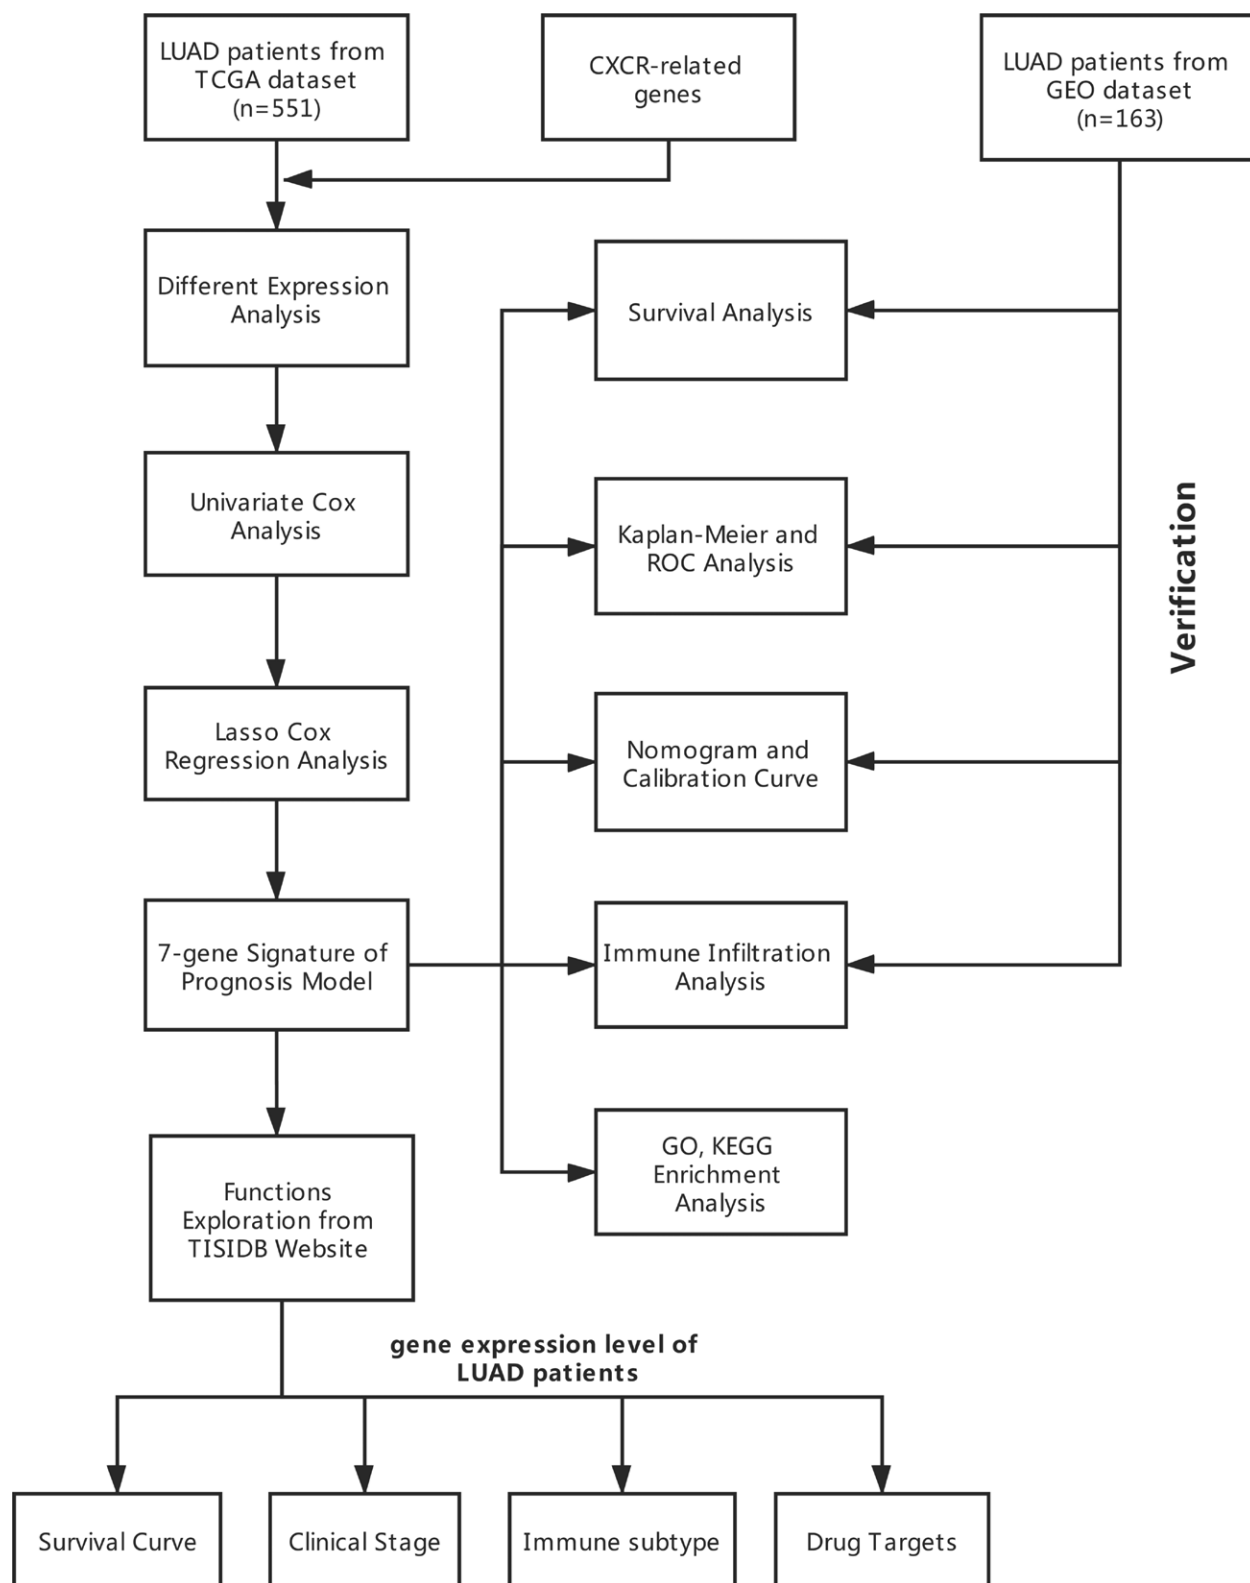 LUAD patients from
TCGA dataset
(n=551)
CXCR-related
genes
LUAD patients from
GEO dataset
(n=163)
Different Expression
Analysis
Survival Analysis
Univariate Cox
Analysis
Kaplan-Meier and
ROC Analysis
Verification
Lasso Cox
Regression Analysis
Nomogram and
Calibration Curve
7-gene Signature of
Prognosis Model
Immune Infiltration
Analysis
Functions
Exploration from
TISIDB Website
GO, KEGG
Enrichment
Analysis
gene expression level of
LUAD patients
Survival Curve
Clinical Stage
Immune subtype
Drug Targets